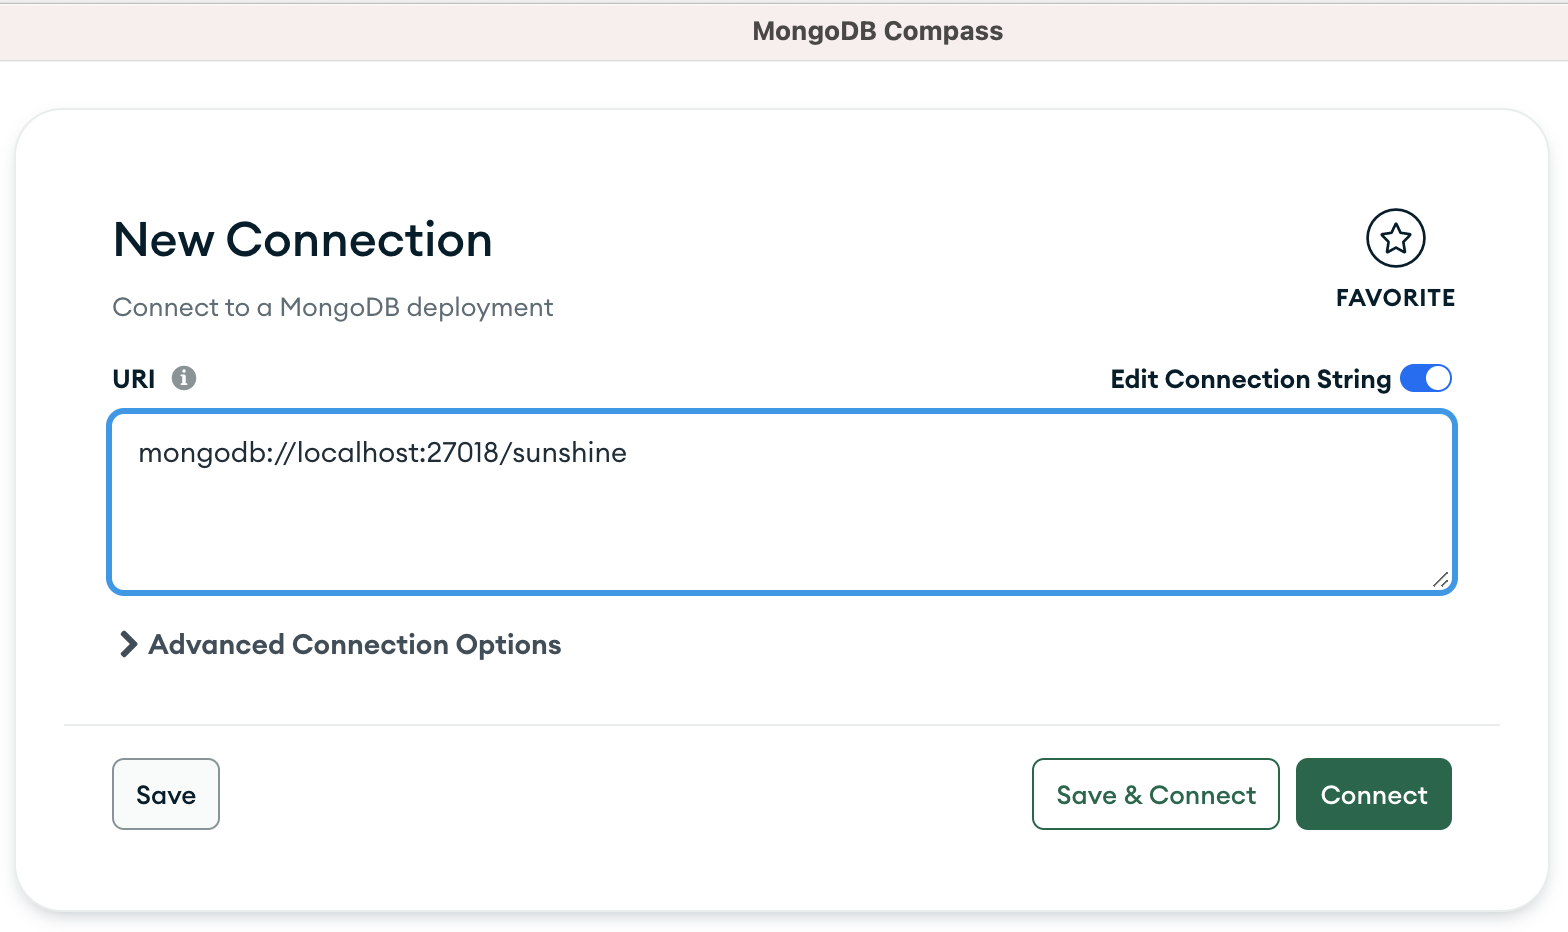 MongoDB Compass
New Connection
FAVORITE
Connect to a MongoDB deployment
URI
Edit Connection String
mongodb://localhost:27018/sunshine
Advanced Connection Options
Save
Save & Connect
Connect